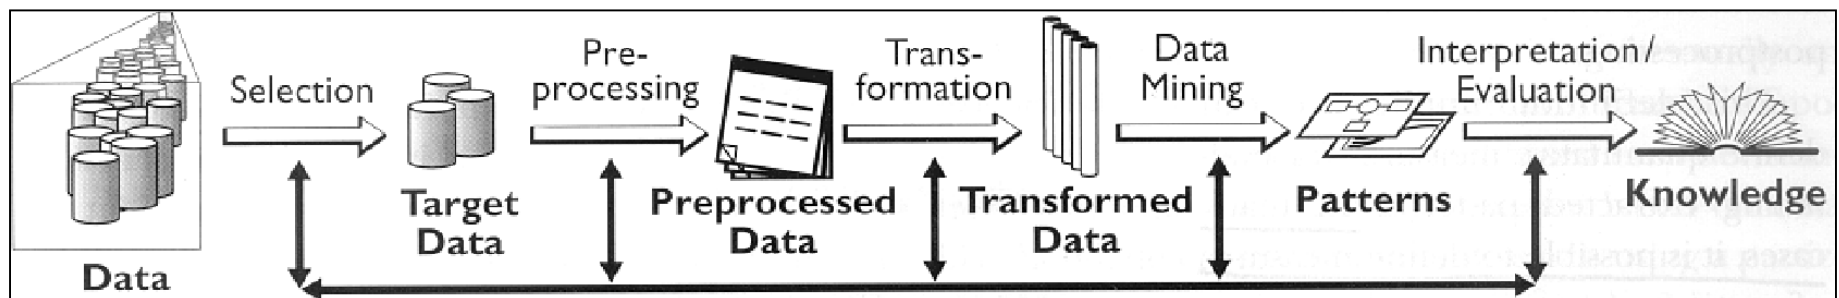 Selection
Pre-
processing
Trans-
formation
Data
Mining
Interpretation/
Evaluation
Data
Target
Data
Preprocessed
Data
Transformed
Data
Patterns
Knowledge